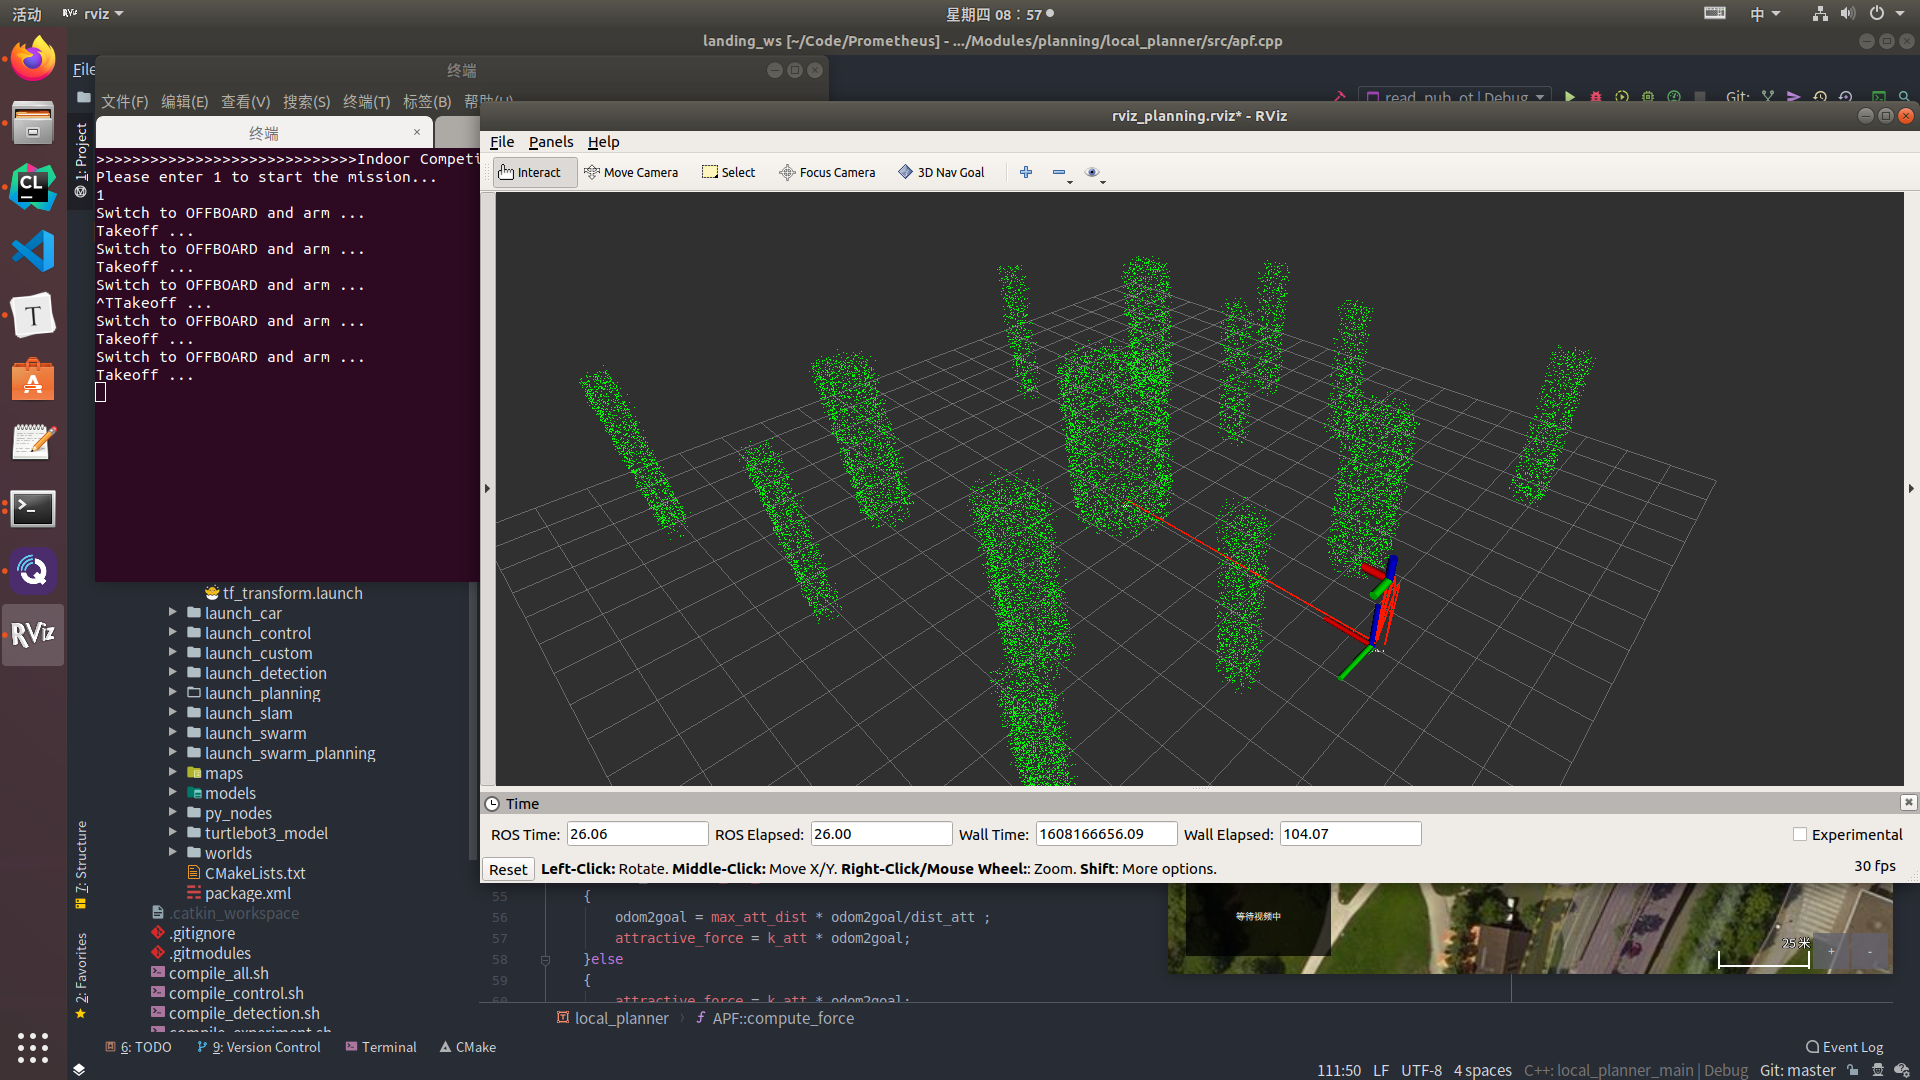 活动
rviz
星期四 08：57
中
landing_ws [~/Code/Prometheus] - .../Modules/planning/local_planner/src/apf.cpp
File
终端
文件(F) 编辑(E) 查看(V) 搜索(S) 终端(T) 标签(B) 帮助(H)
read_pub_ot | Debug
Git:
终端
1: Project
>>>>>>>>>>>>>>>>>>>>>>>>>>>>>Indoor Competi
Please enter 1 to start the mission...
1
Switch to OFFBOARD and arm ...
Takeoff ...
Switch to OFFBOARD and arm ...
Takeoff ...
Switch to OFFBOARD and arm ...
^TTakeoff ...
Switch to OFFBOARD and arm ...
Takeoff ...
Switch to OFFBOARD and arm ...
Takeoff ...
rviz_planning.rviz* - RViz
File Panels Help
Interact Move Camera Select Focus Camera 3D Nav Goal
Time
ROS Time: 26.06 ROS Elapsed: 26.00 Wall Time: 1608166656.09 Wall Elapsed: 104.07 Experimental
Reset Left-Click: Rotate. Middle-Click: Move X/Y. Right-Click/Mouse Wheel:: Zoom. Shift: More options. 30 fps
tf_transform.launch
launch_car
launch_control
launch_custom
launch_detection
launch_planning
launch_slam
launch_swarm
launch_swarm_planning
maps
models
py_nodes
turtlebot3_model
worlds
CMakeLists.txt
package.xml
.catkin_workspace
.gitignore
.gitmodules
compile_all.sh
compile_control.sh
compile_detection.sh
compile_experiment.sh
7: Structure
2: Favorites
55 {
56 odom2goal = max_att_dist * odom2goal/dist_att ;
57 attractive_force = k_att * odom2goal;
58 }else
59 {
60 attractive_force = k_att * odom2goal;
等待视频中
25 米
+ -
local_planner APF::compute_force
6: TODO 9: Version Control Terminal CMake Event Log
111:50 LF UTF-8 4 spaces C++: local_planner_main | Debug Git: master
CL
T
A
RViz